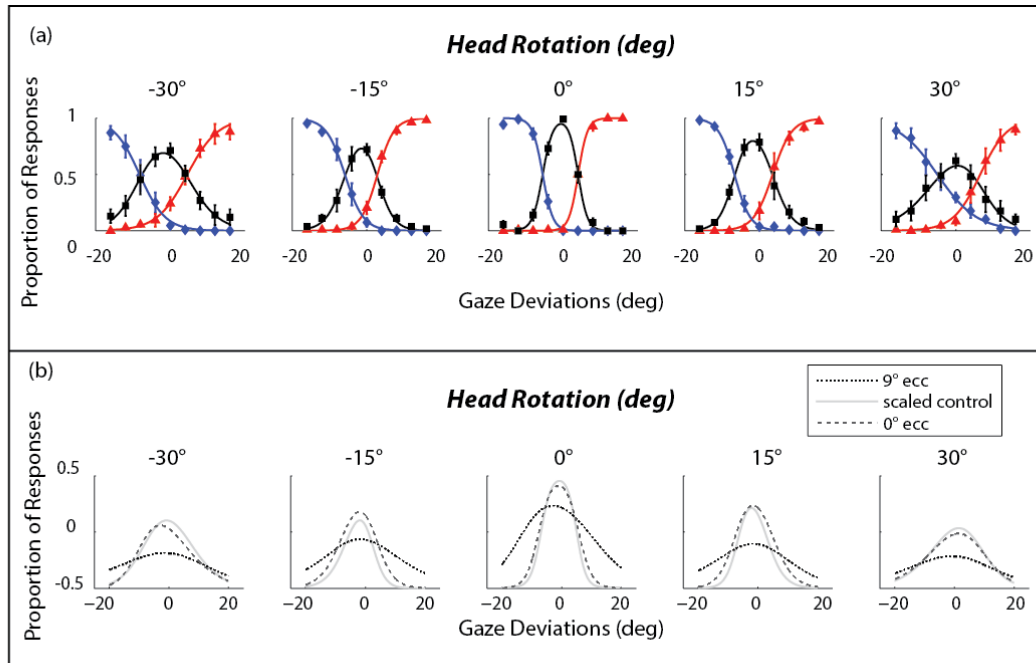 (a)
Head Rotation (deg)
-30° -15° 0° 15° 30°
Proportion of Responses
1
0.5
0
20 0 20 20 0 20 20 0 20 20 0 20 20 0 20
Gaze Deviations (deg)
(b)
9° ecc
scaled control
0° ecc
Head Rotation (deg)
-30° -15° 0° 15° 30°
Proportion of Responses
0.5
0
-0.5
−20 0 20 −20 0 20 −20 0 20 −20 0 20 −20 0 20
Gaze Deviations (deg)